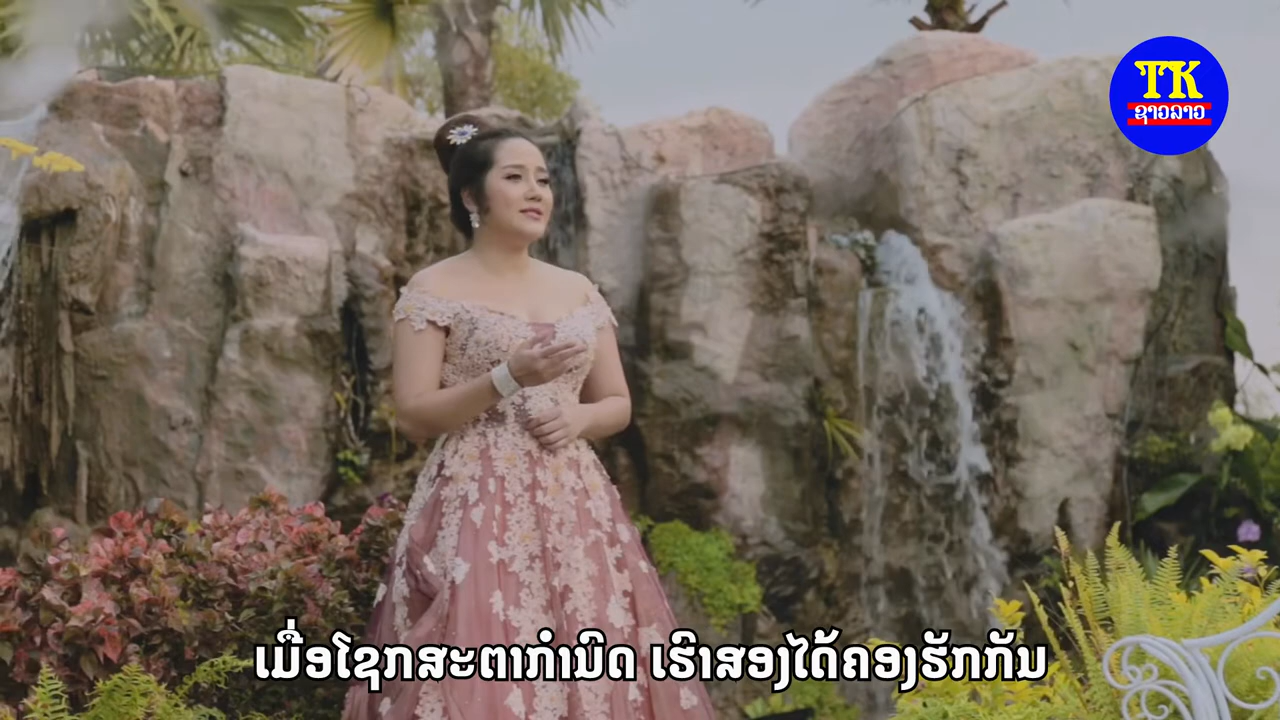 TK
ຊາວລາວ
ເມື່ອໂຊກສະຕາກຳນົດ ເຮົາສອງໄດ້ຄອງຮັກກັນ